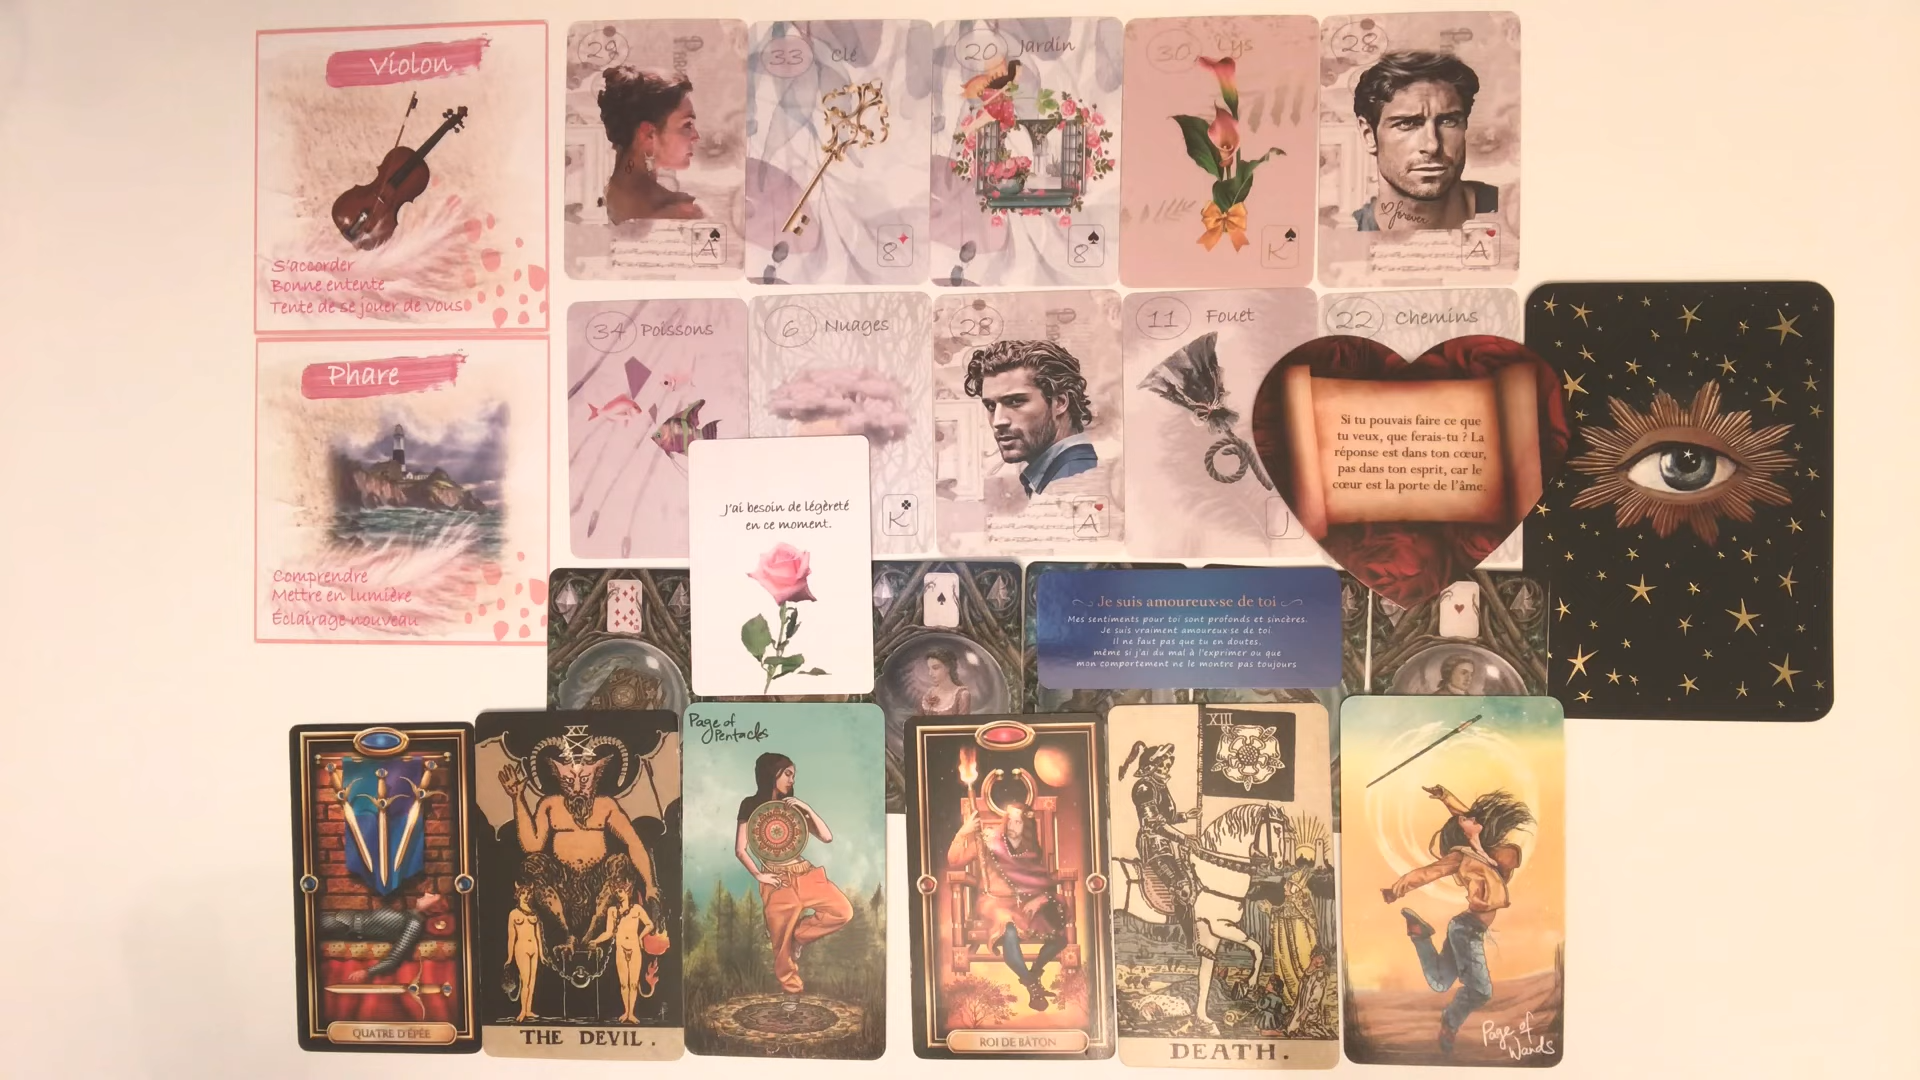 Violon
S'accorder
Bonne entente
Tente de se jouer de vous
Phare
Comprendre
Mettre en lumière
Éclairage nouveau
29
A
33 Clé
8
20 Jardin
8
30 Lys
K
28
forever
A
34 Poissons
6 Nuages
K
28
A
11 Fouet
J
22 Chemins
J'ai besoin de légèreté
en ce moment.
Si tu pouvais faire ce que
tu veux, que ferais-tu ? La
réponse est dans ton cœur,
pas dans ton esprit, car le
cœur est la porte de l'âme.
Je suis amoureux·se de toi
Mes sentiments pour toi sont profonds et sincères.
Je suis vraiment amoureux·se de toi.
Il ne faut pas que tu en doutes,
même si j'ai du mal à l'exprimer ou que
mon comportement ne le montre pas toujours
QUATRE D'ÉPÉE
XV
THE DEVIL.
Page of
Pentacles
ROI DE BÂTON
XIII
DEATH.
Page of
Wands